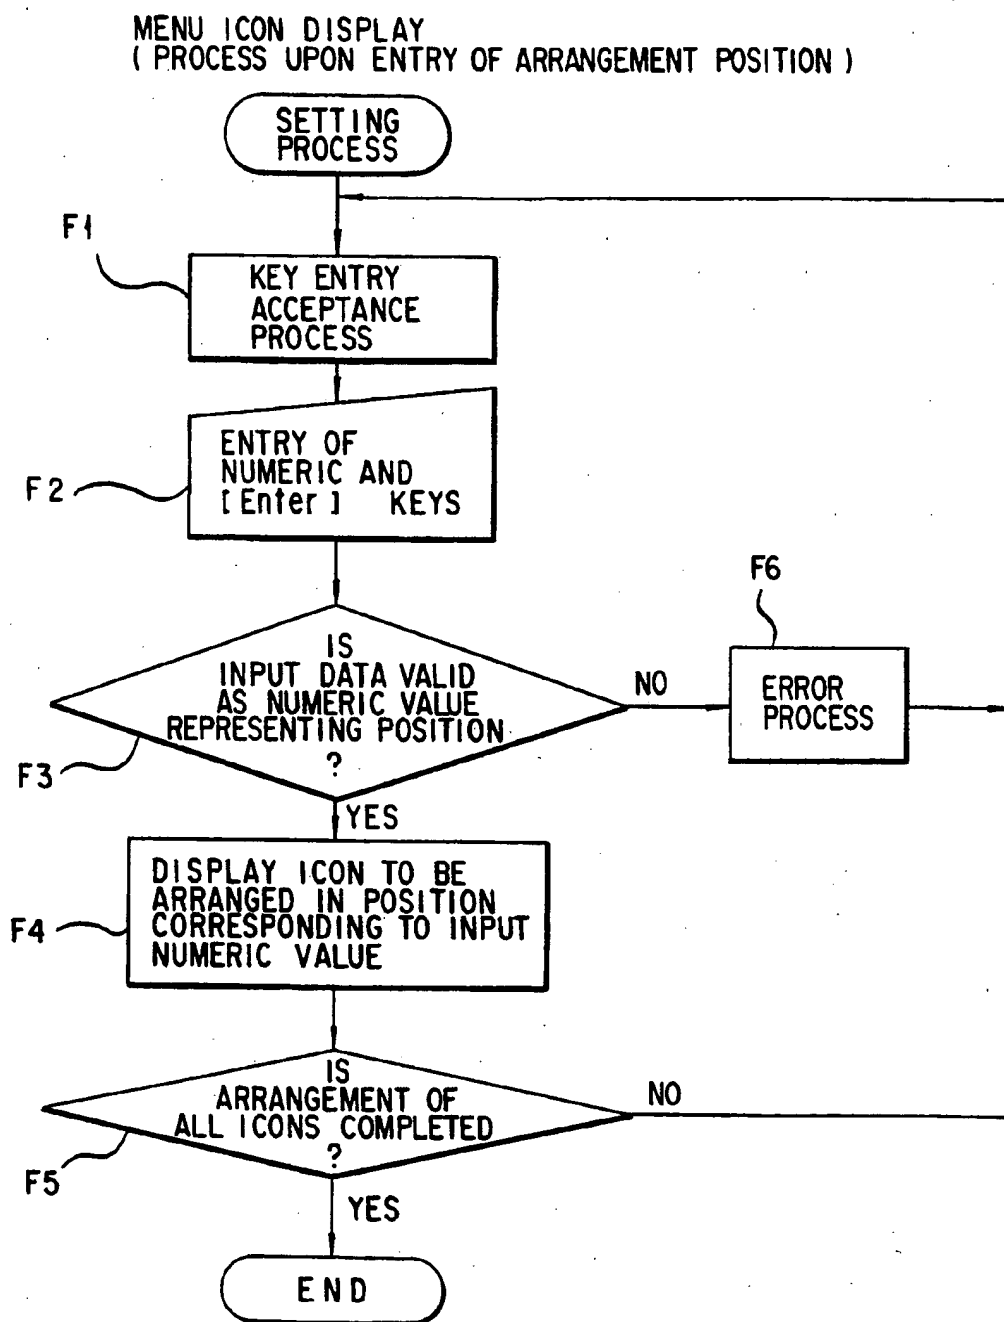 MENU ICON DISPLAY
( PROCESS UPON ENTRY OF ARRANGEMENT POSITION )
SETTING
PROCESS
F1
KEY ENTRY
ACCEPTANCE
PROCESS
F2
ENTRY OF
NUMERIC AND
[ Enter ] KEYS
F3
IS
INPUT DATA VALID
AS NUMERIC VALUE
REPRESENTING POSITION
?
NO
F6
ERROR
PROCESS
YES
F4
DISPLAY ICON TO BE
ARRANGED IN POSITION
CORRESPONDING TO INPUT
NUMERIC VALUE
F5
IS
ARRANGEMENT OF
ALL ICONS COMPLETED
?
NO
YES
END